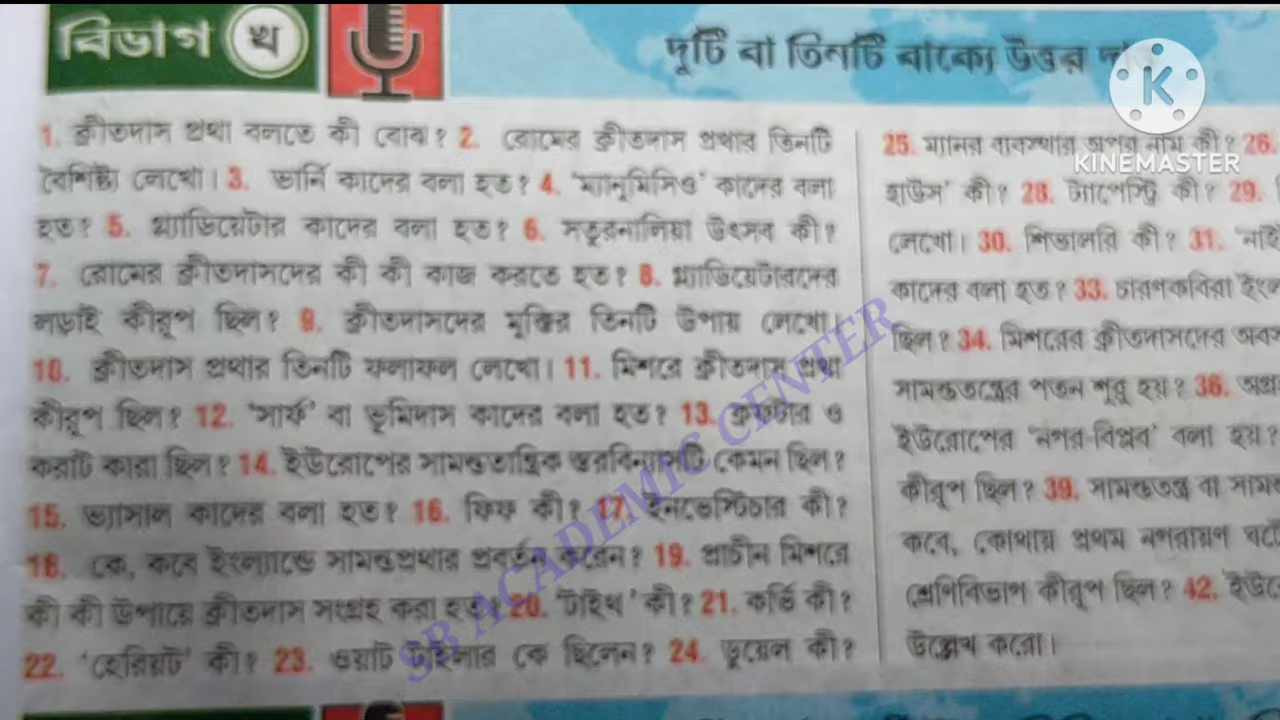 বিভাগ খ
দুটি বা তিনটি বাক্যে উত্তর দাও
K
KINEMASTER
1. ক্রীতদাস প্রথা বলতে কী বোঝ? 2. রোমের ক্রীতদাস প্রথার তিনটি
বৈশিষ্ট্য লেখো। 3. ভার্নি কাদের বলা হত? 4. 'ম্যানুমিসিও' কাদের বলা
হত? 5. গ্ল্যাডিয়েটার কাদের বলা হত? 6. সতুরনালিয়া উৎসব কী?
7. রোমের ক্রীতদাসদের কী কী কাজ করতে হত? 8. গ্ল্যাডিয়েটারদের
লড়াই কীরূপ ছিল? 9. ক্রীতদাসদের মুক্তির তিনটি উপায় লেখো।
10. ক্রীতদাস প্রথার তিনটি ফলাফল লেখো। 11. মিশরে ক্রীতদাস প্রথা
কীরূপ ছিল? 12. 'সার্ফ' বা ভূমিদাস কাদের বলা হত? 13. ক্রফটার ও
করাট কারা ছিল? 14. ইউরোপের সামন্ততান্ত্রিক স্তরবিন্যাসটি কেমন ছিল?
15. ভ্যাসাল কাদের বলা হত? 16. ফিফ কী? 17. ইনভেস্টিচার কী?
18. কে, কবে ইংল্যান্ডে সামন্তপ্রথার প্রবর্তন করেন? 19. প্রাচীন মিশরে
কী কী উপায়ে ক্রীতদাস সংগ্রহ করা হত? 20. 'টাইথ' কী? 21. কর্ভি কী?
22. 'হেরিয়ট' কী? 23. ওয়াট টাইলার কে ছিলেন? 24. ডুয়েল কী?
25. ম্যানর ব্যবস্থার অপর নাম কী? 26.
হাউস' কী? 28. ট্যাপেস্ট্রি কী? 29.
লেখো। 30. শিভালরি কী? 31. 'নাই
কাদের বলা হত? 33. চারণকবিরা ইংল
ছিল? 34. মিশরের ক্রীতদাসদের অবস
সামন্ততন্ত্রের পতন শুরু হয়? 36.
ইউরোপের 'নগর-বিপ্লব' বলা হয়?
কীরূপ ছিল? 39. সামন্ততন্ত্র বা সামন্ত
কবে, কোথায় প্রথম নগরায়ণ ঘটে
শ্রেণিবিভাগ কীরূপ ছিল? 42. ইউরো
উল্লেখ করো।
SB ACADEMIC CENTER